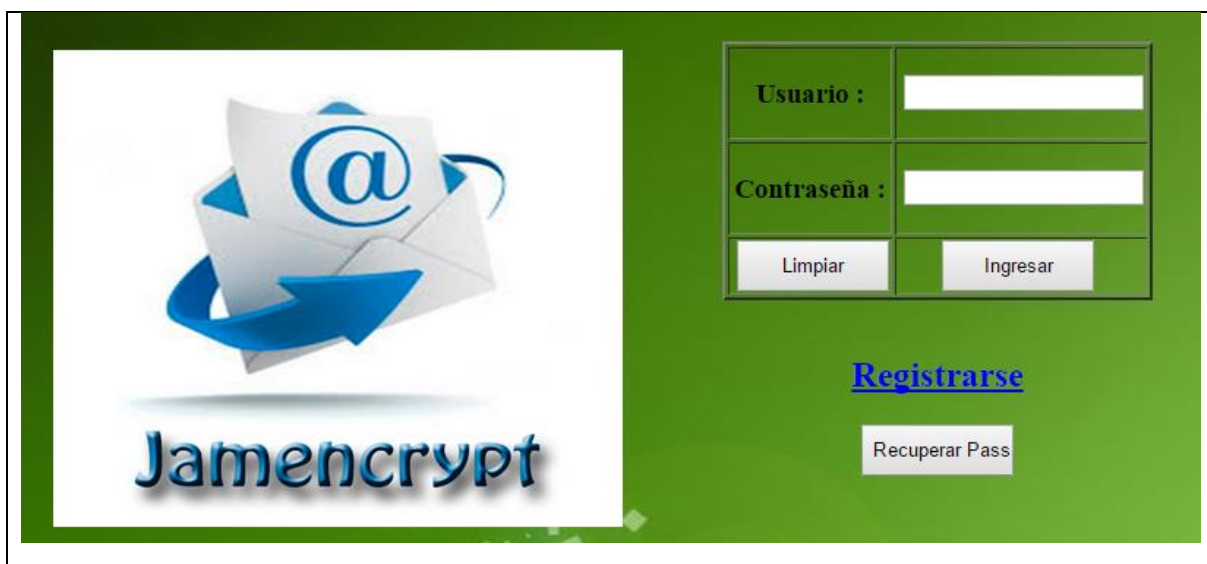 @
Jamencrypt
Usuario :
Contraseña :
Limpiar
Ingresar
Registrarse
Recuperar Pass